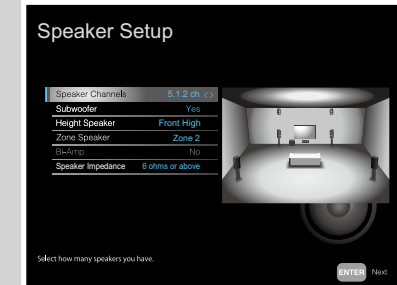 Speaker Setup
Speaker Channels 5.1.2 ch < >
Subwoofer Yes
Height Speaker Front High
Zone Speaker Zone 2
Bi-Amp No
Speaker Impedance 6 ohms or above
Select how many speakers you have.
ENTER Next